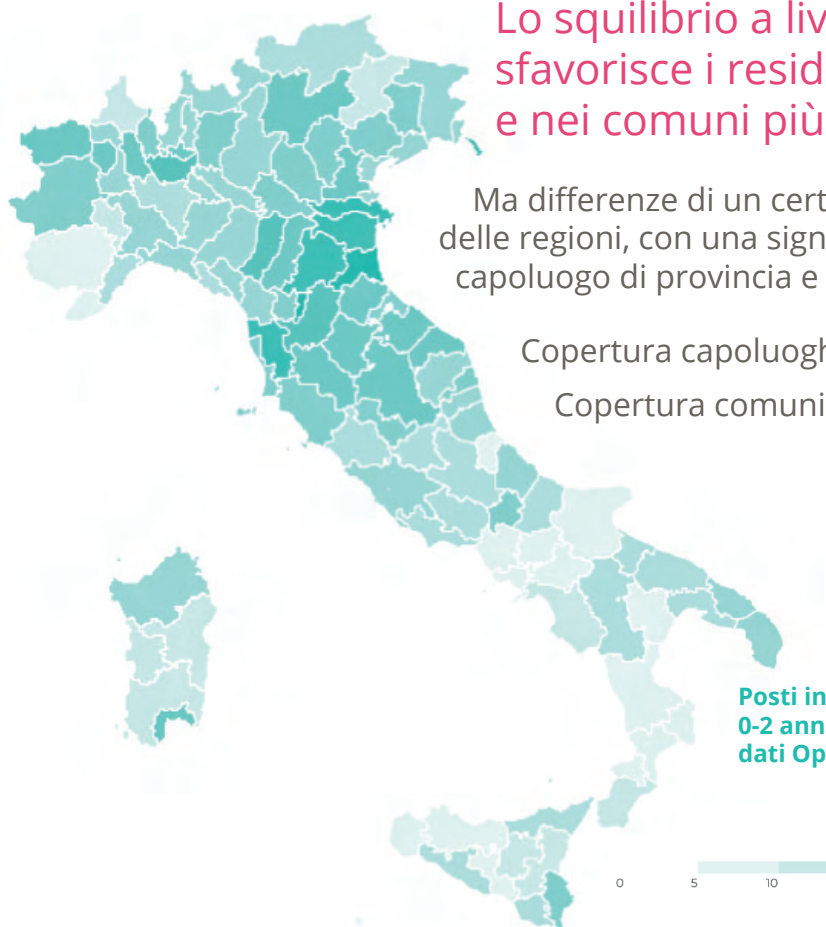 Lo squilibrio a liv
sfavorisce i resid
e nei comuni più
Ma differenze di un cert
delle regioni, con una sign
capoluogo di provincia e
Copertura capoluogh
Copertura comuni
Posti in
0-2 ann
dati Op
0 5 10